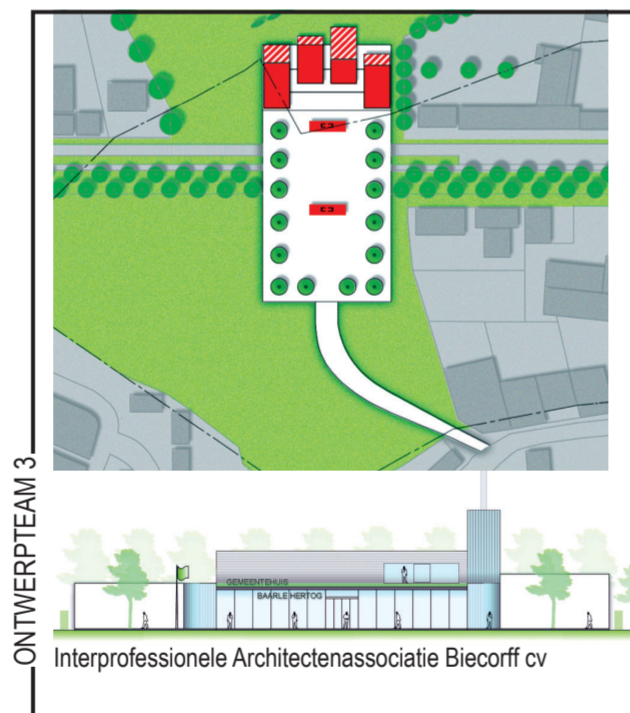 ONTWERPTEAM 3
GEMEENTEHUIS
BAARLE HERTOG
Interprofessionele Architectenassociatie Biecorff cv